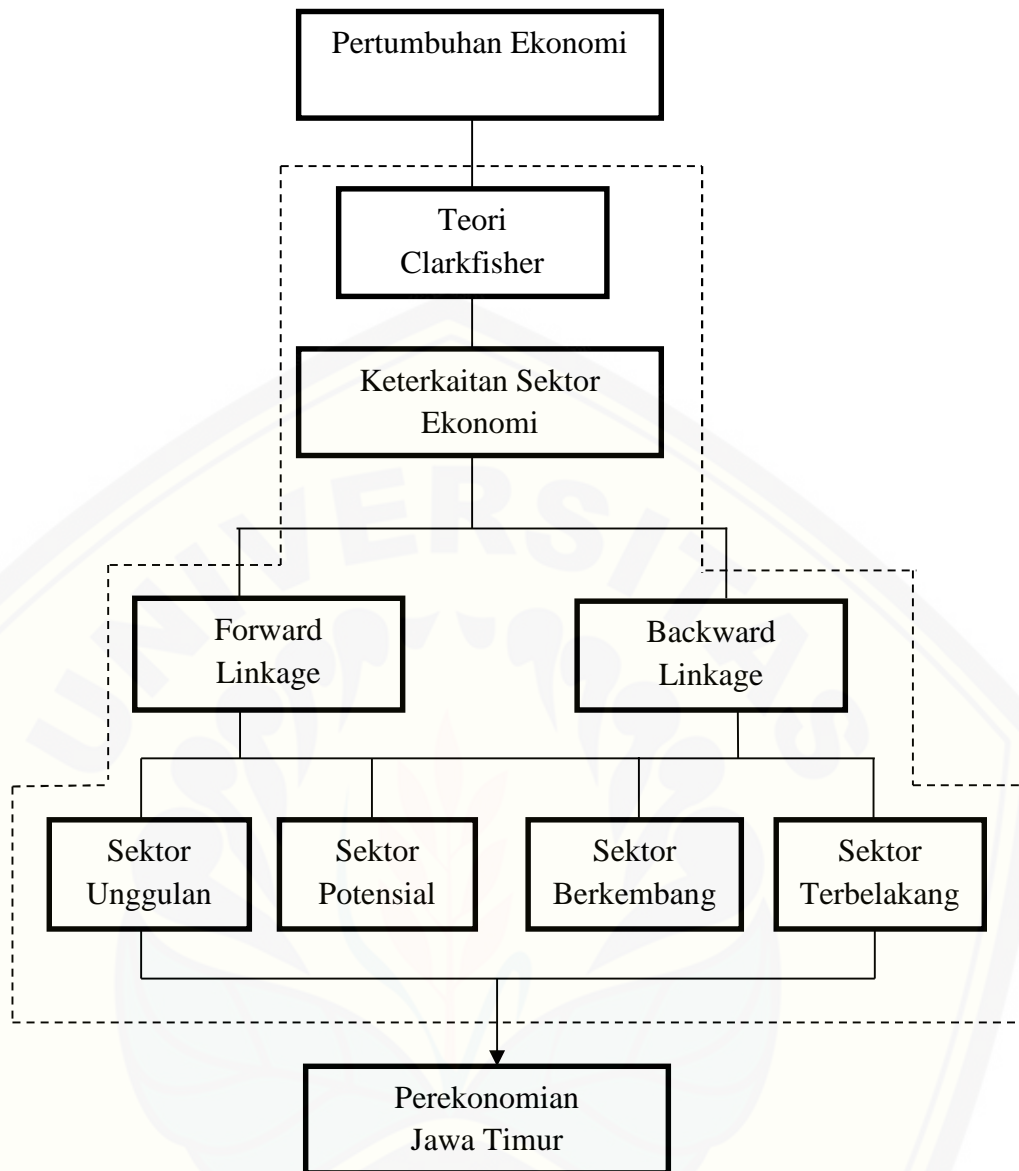 Pertumbuhan Ekonomi
Teori
Clarkfisher
Keterkaitan Sektor
Ekonomi
UNIVERSITAS
Forward
Linkage
Backward
Linkage
Sektor
Unggulan
Sektor
Potensial
Sektor
Berkembang
Sektor
Terbelakang
Perekonomian
Jawa Timur